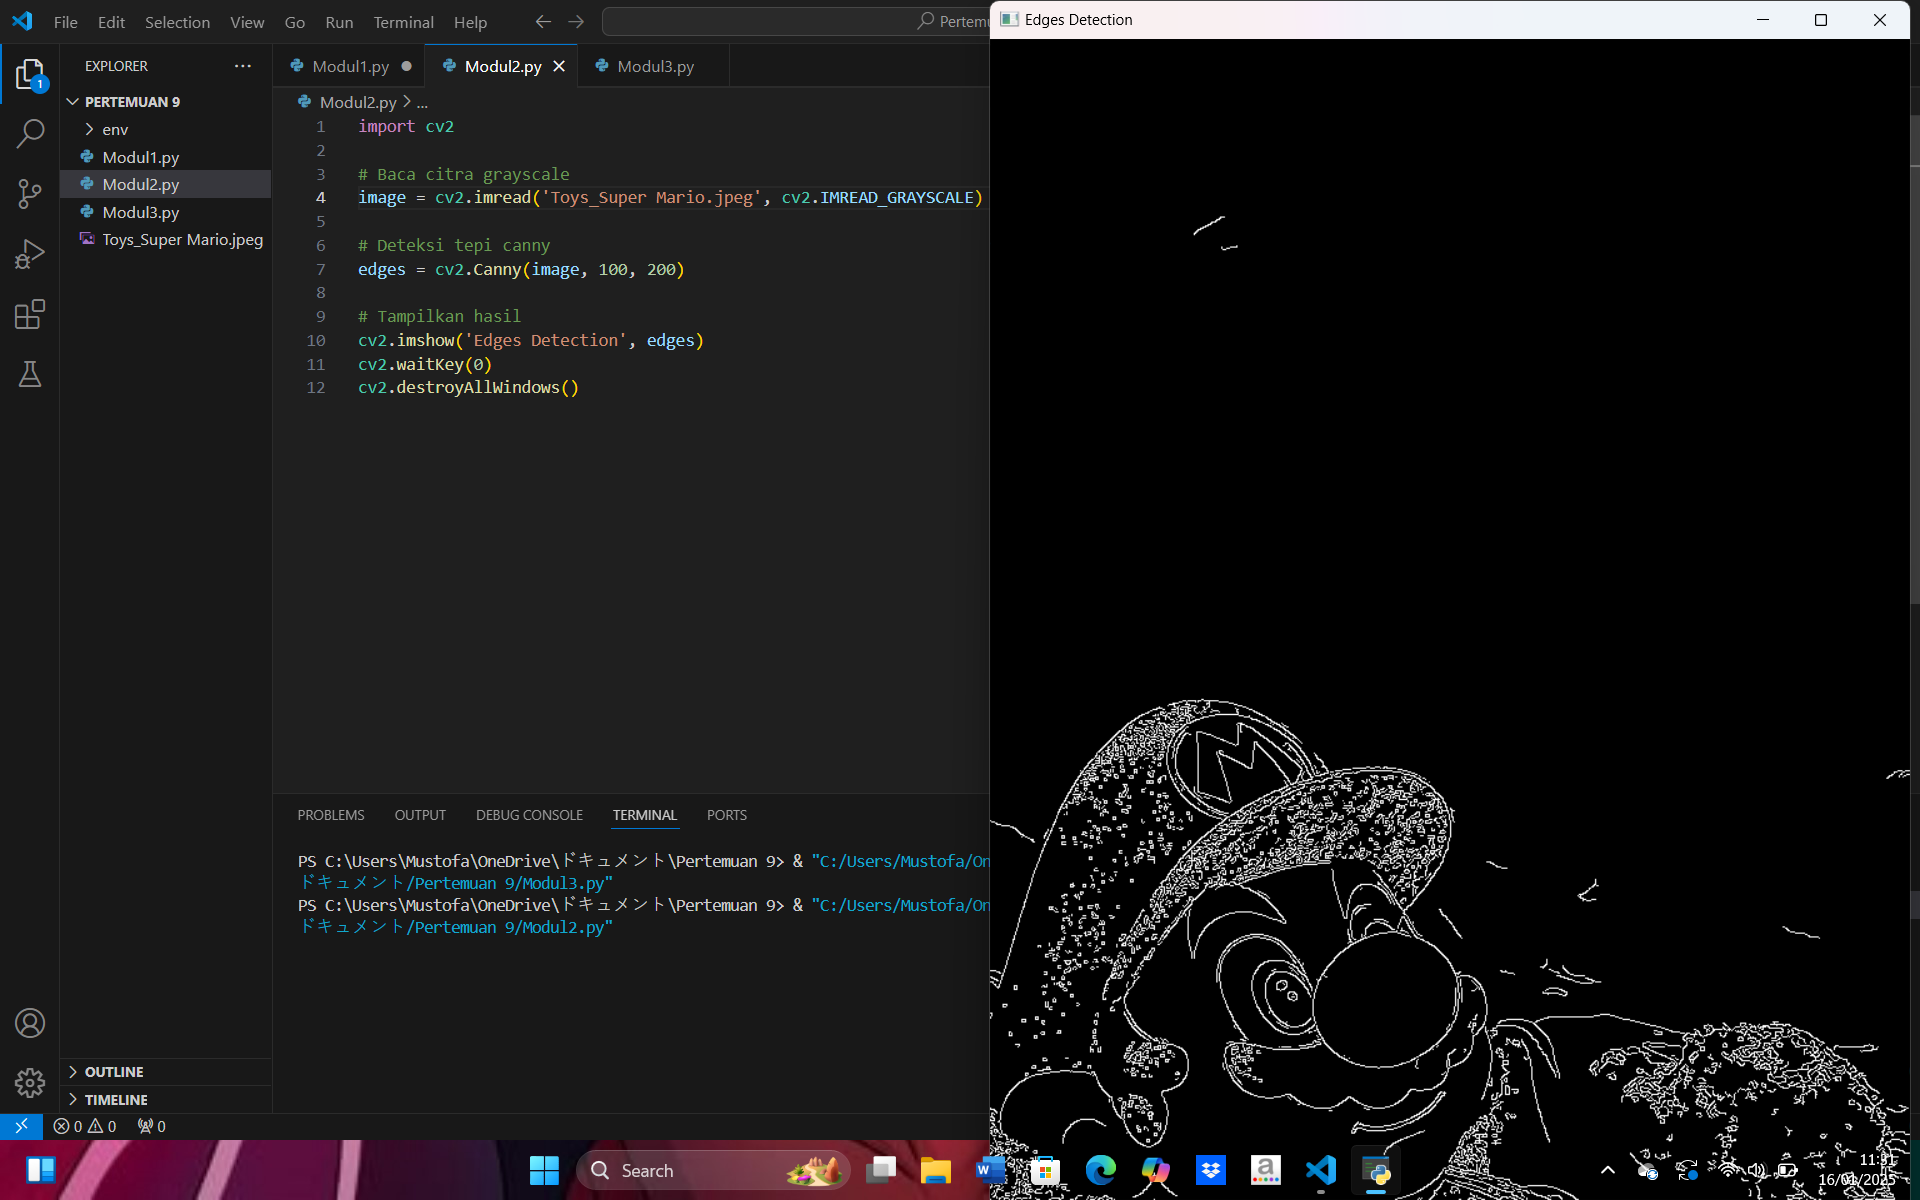 File Edit Selection View Go Run Terminal Help
Pertemu
Edges Detection
EXPLORER
1
PERTEMUAN 9
env
Modul1.py
Modul2.py
Modul3.py
Toys_Super Mario.jpeg
OUTLINE
TIMELINE
Modul1.py
Modul2.py
Modul3.py
Modul2.py > ...
1 import cv2
2
3 # Baca citra grayscale
4 image = cv2.imread('Toys_Super Mario.jpeg', cv2.IMREAD_GRAYSCALE)
5
6 # Deteksi tepi canny
7 edges = cv2.Canny(image, 100, 200)
8
9 # Tampilkan hasil
10 cv2.imshow('Edges Detection', edges)
11 cv2.waitKey(0)
12 cv2.destroyAllWindows()
PROBLEMS OUTPUT DEBUG CONSOLE TERMINAL PORTS
PS C:\Users\Mustofa\OneDrive\ドキュメント\Pertemuan 9> & "C:/Users/Mustofa/On
ドキュメント/Pertemuan 9/Modul3.py"
PS C:\Users\Mustofa\OneDrive\ドキュメント\Pertemuan 9> & "C:/Users/Mustofa/On
ドキュメント/Pertemuan 9/Modul2.py"
M
0 0 0
Search
W
a
11:31
16/01/2025